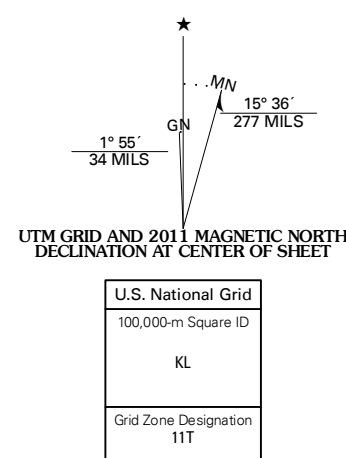 ★
MN
15° 36´
277 MILS
GN
1° 55´
34 MILS
UTM GRID AND 2011 MAGNETIC NORTH
DECLINATION AT CENTER OF SHEET
U.S. National Grid
100,000-m Square ID
KL
Grid Zone Designation
11T